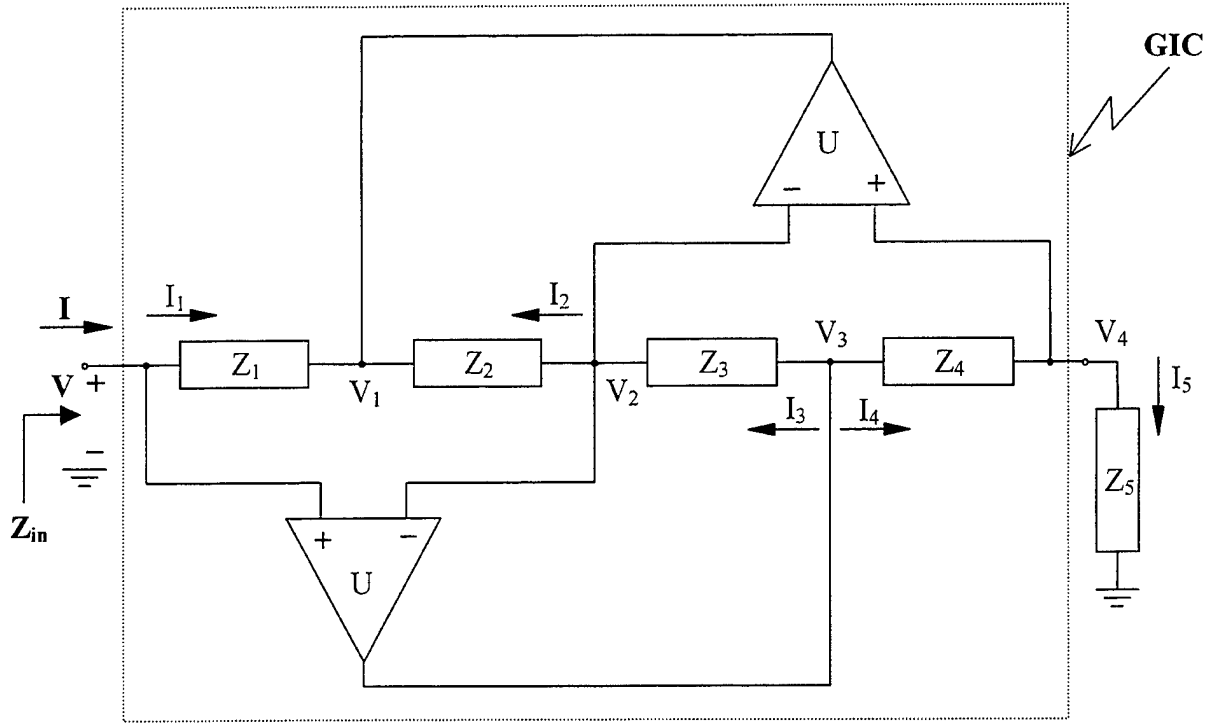 GIC
U
− +
I
I₁
I₂
V₃
V₄
Z₁
Z₂
Z₃
Z₄
I₅
V +
V₁
V₂
I₃
I₄
−
Z₅
Zin
+ −
U